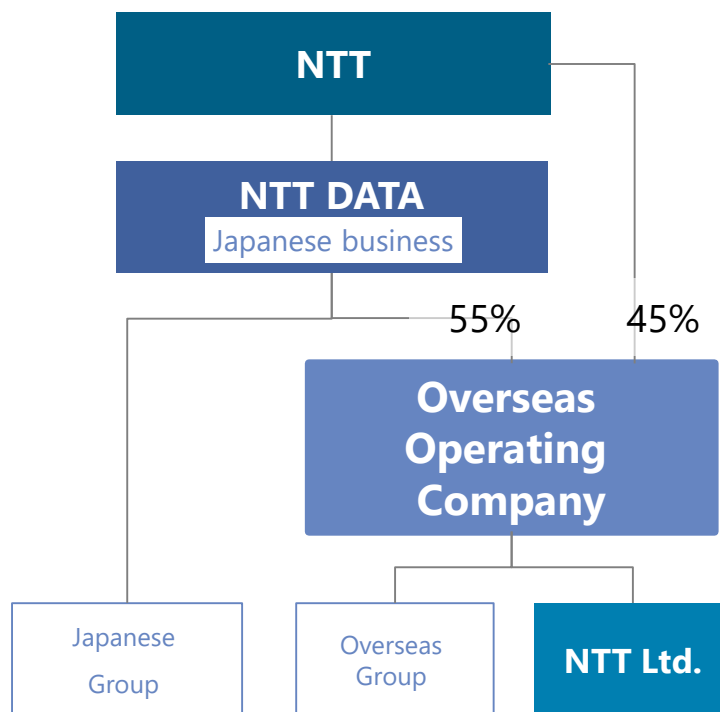 NTT
NTT DATA
Japanese business
55%
45%
Overseas
Operating
Company
Japanese
Group
Overseas
Group
NTT Ltd.